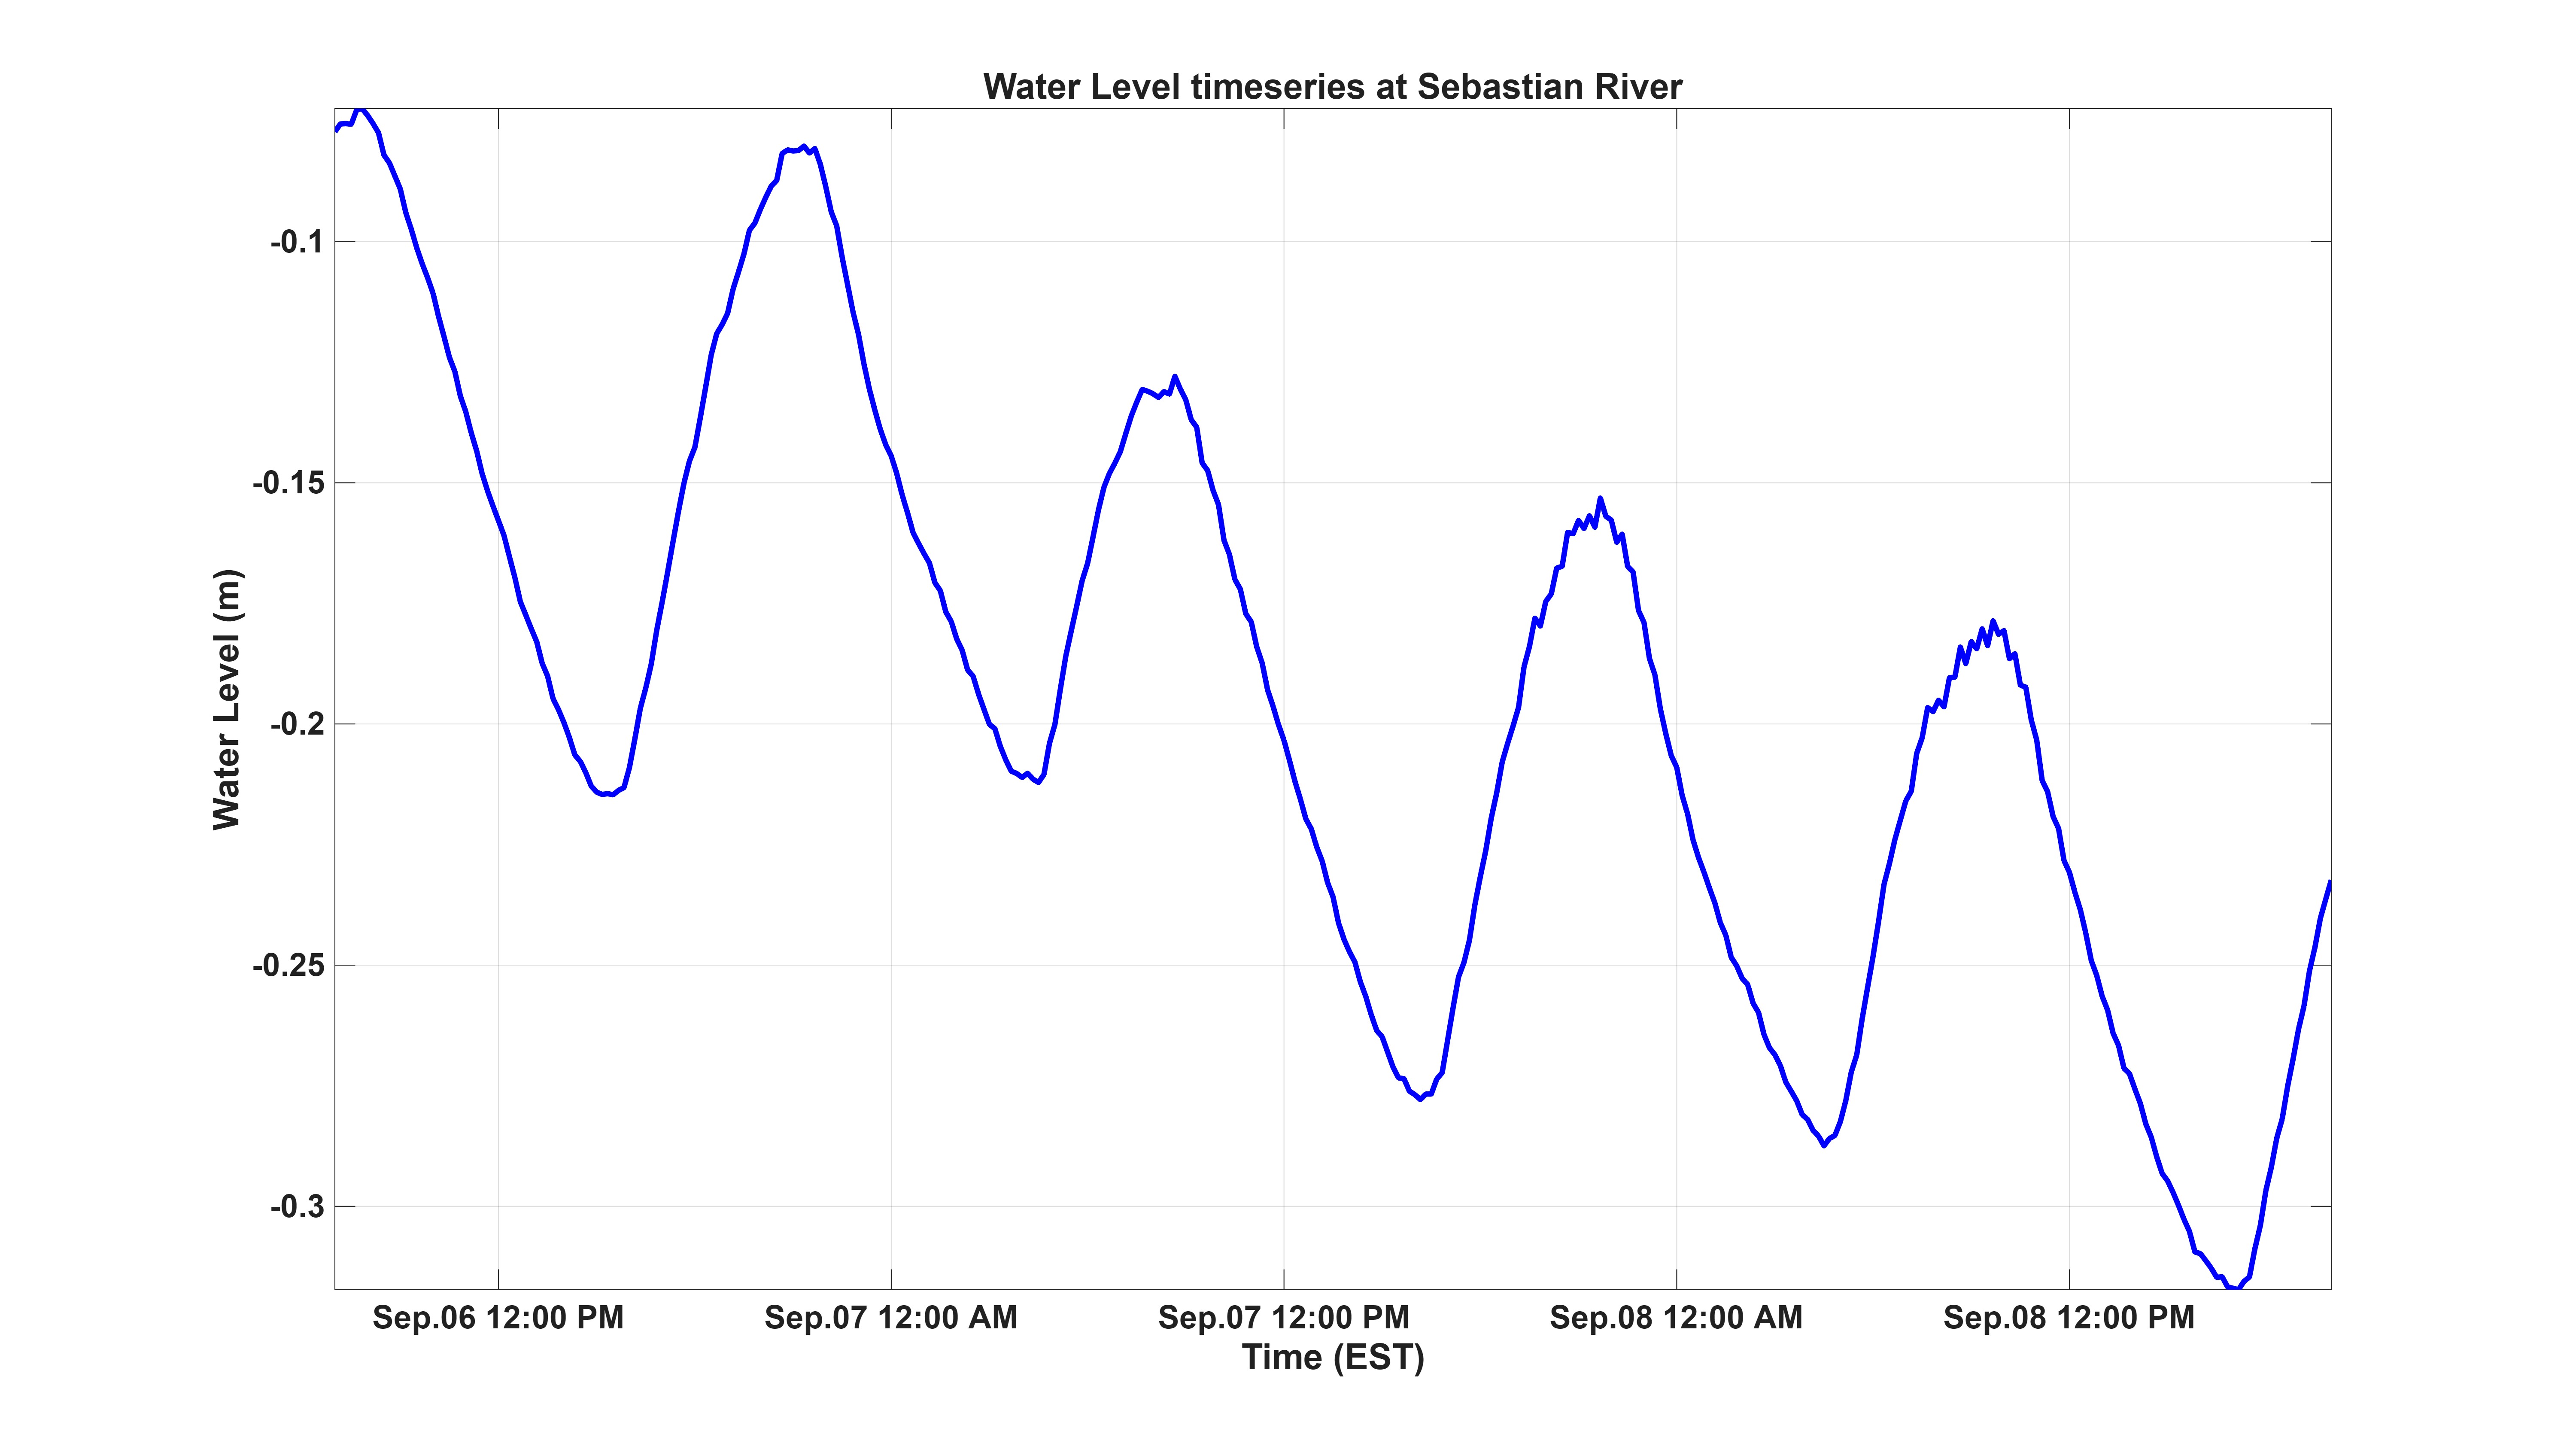 Water Level timeseries at Sebastian River
-0.1
-0.15
-0.2
-0.25
-0.3
Water Level (m)
Sep.06 12:00 PM Sep.07 12:00 AM Sep.07 12:00 PM Sep.08 12:00 AM Sep.08 12:00 PM
Time (EST)